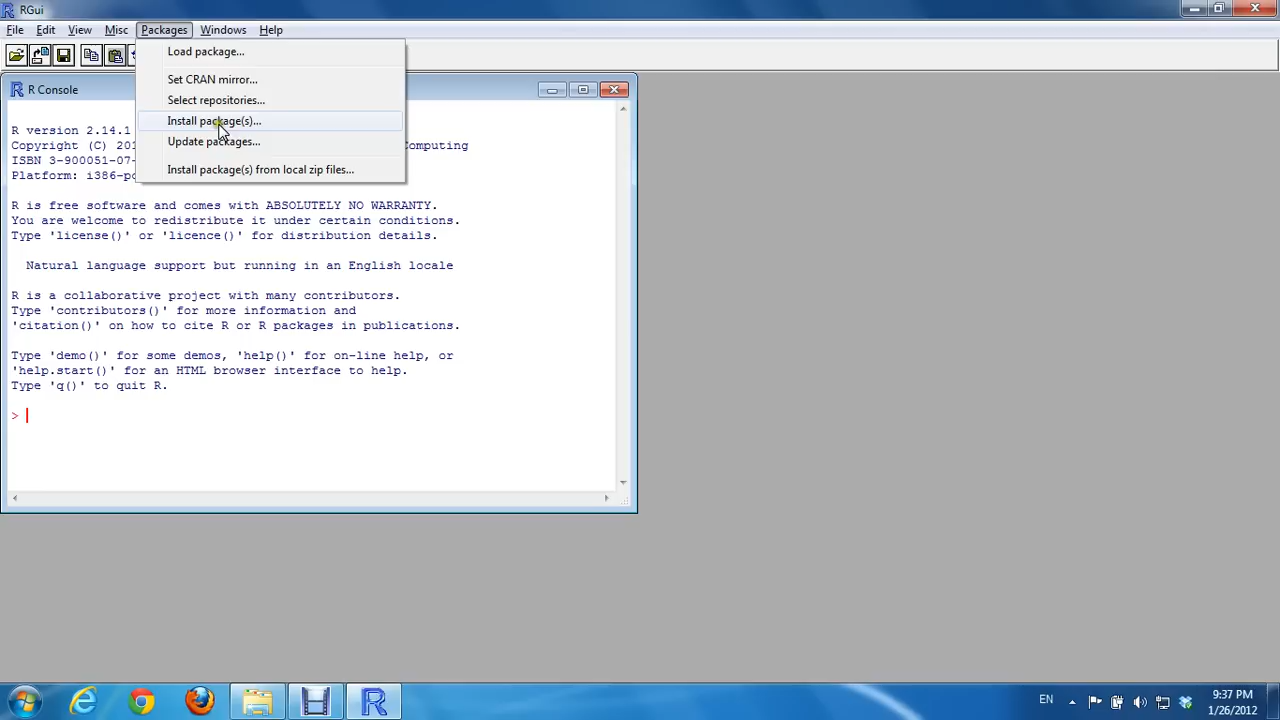 RGui
File Edit View Misc Packages Windows Help
Load package...
Set CRAN mirror...
Select repositories...
Install package(s)...
Update packages...
Install package(s) from local zip files...
R Console
R version 2.14.1
Copyright (C) 20 Computing
ISBN 3-900051-07-
Platform: i386-p
R is free software and comes with ABSOLUTELY NO WARRANTY.
You are welcome to redistribute it under certain conditions.
Type 'license()' or 'licence()' for distribution details.
Natural language support but running in an English locale
R is a collaborative project with many contributors.
Type 'contributors()' for more information and
'citation()' on how to cite R or R packages in publications.
Type 'demo()' for some demos, 'help()' for on-line help, or
'help.start()' for an HTML browser interface to help.
Type 'q()' to quit R.
>
EN
9:37 PM
1/26/2012